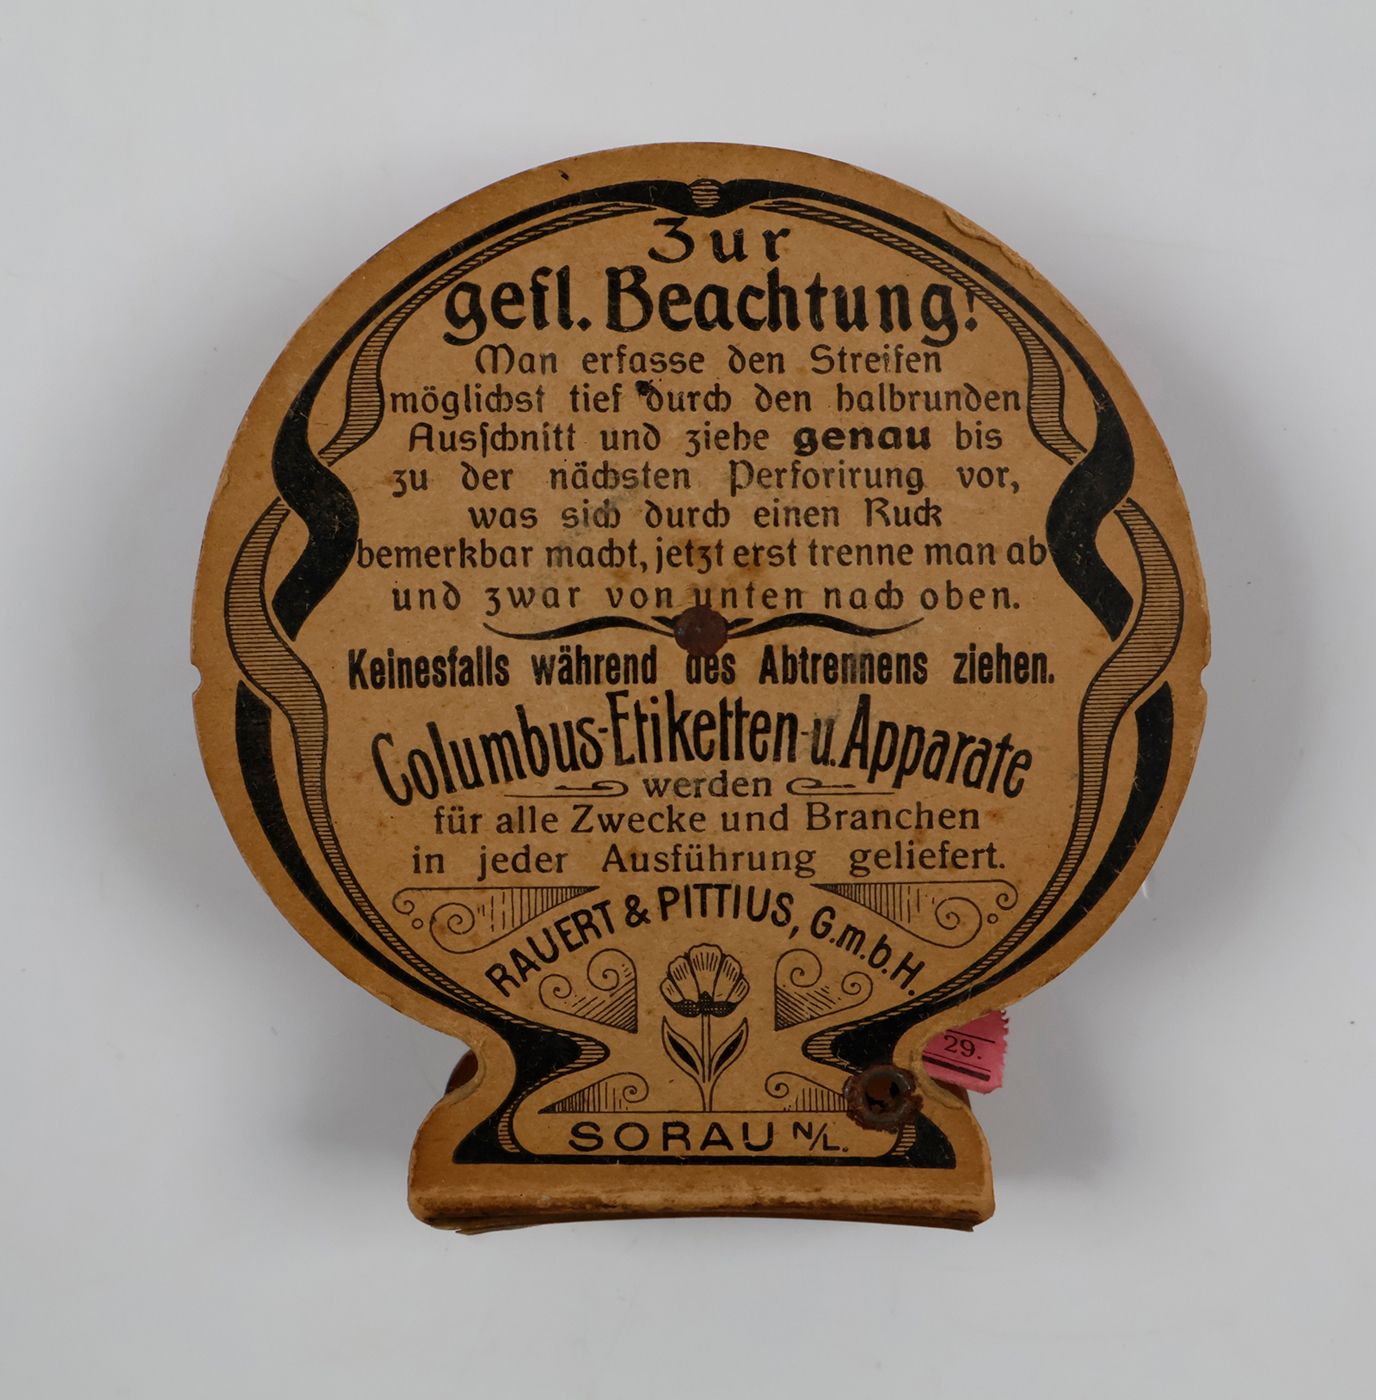 Zur
gefl. Beachtung!
Man erfasse den Streifen
möglichst tief durch den halbrunden
Ausschnitt und ziehe genau bis
zu der nächsten Perforirung vor,
was sich durch einen Ruck
bemerkbar macht, jetzt erst trenne man ab
und zwar von unten nach oben.
Keinesfalls während des Abtrennens ziehen.
Columbus-Etiketten-u. Apparate
werden
für alle Zwecke und Branchen
in jeder Ausführung geliefert.
RAUERT & PITTIUS, G.m.b.H.
29.
SORAU N/L.